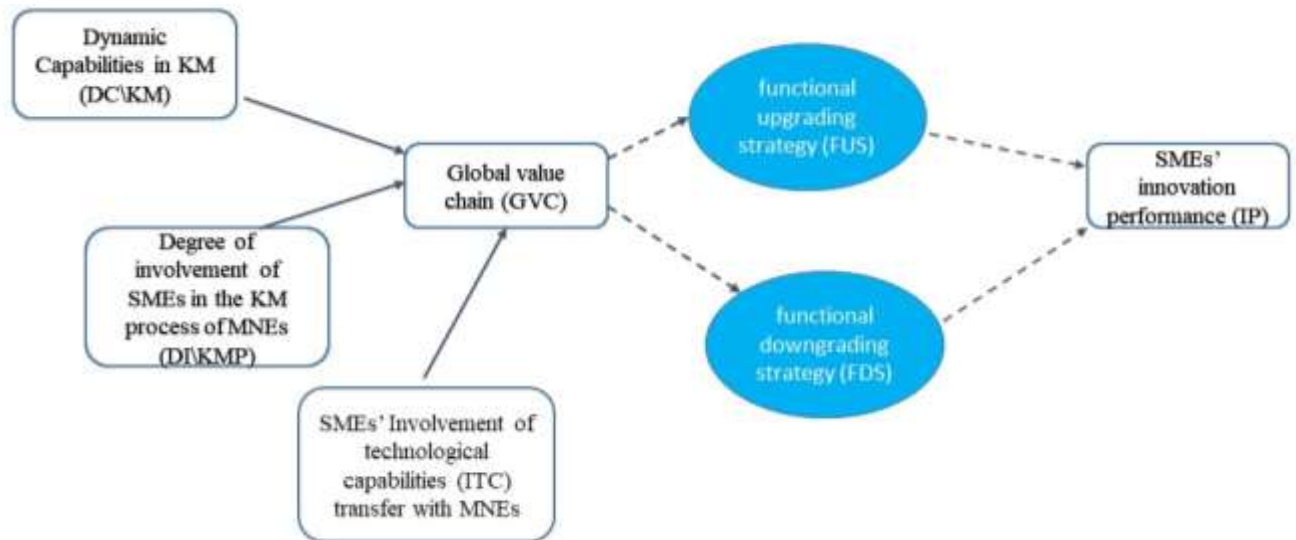 Dynamic
Capabilities in KM
(DC\KM)
Degree of
involvement of
SMEs in the KM
process of MNEs
(DI\KMP)
SMEs' Involvement of
technological
capabilities (ITC)
transfer with MNEs
Global value
chain (GVC)
functional
upgrading
strategy (FUS)
functional
downgrading
strategy (FDS)
SMEs'
innovation
performance (IP)